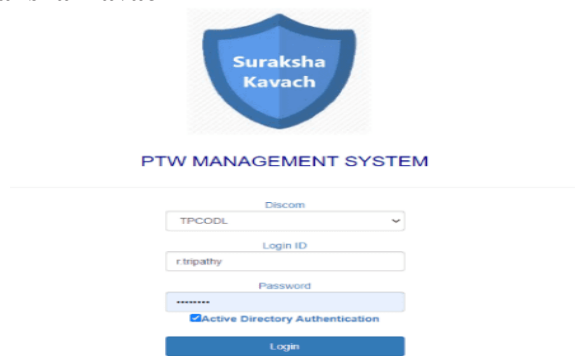 Suraksha
Kavach
PTW MANAGEMENT SYSTEM
Discom
TPCODL
Login ID
r.tripathy
Password
••••••••
Active Directory Authentication
Login